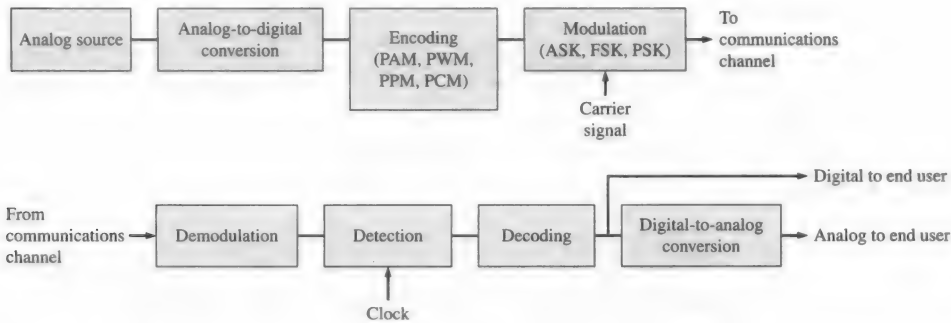 Analog source
Analog-to-digital
conversion
Encoding
(PAM, PWM,
PPM, PCM)
Modulation
(ASK, FSK, PSK)
To
communications
channel
Carrier
signal
From
communications
channel
Demodulation
Detection
Decoding
Digital-to-analog
conversion
Digital to end user
Analog to end user
Clock